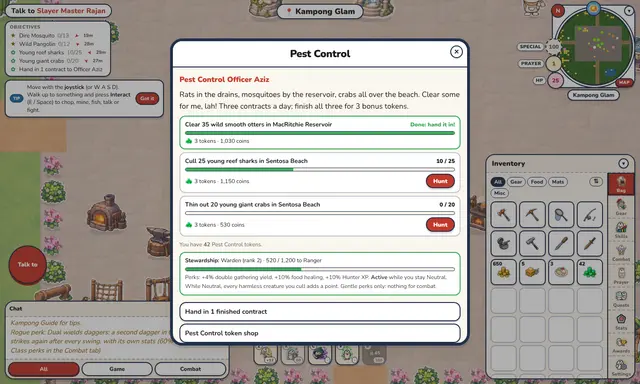 Talk to Slayer Master Rajan
OBJECTIVES
Dire Mosquito 0/13
Wild Pangolin 0/12
Young reef sharks 10/25
Young giant crabs 0/20
Hand in 1 contract to Officer Aziz
TIP
Move with the joystick (or W A S D).
Walk up to something and press Interact
(E / Space) to chop, mine, fish, talk or
fight.
Got it
Kampong Glam
N
SPECIAL
100
PRAYER
1
HP
25
MAP
Kampong Glam
Pest Control
Pest Control Officer Aziz
Rats in the drains, mosquitoes by the reservoir, crabs all over the beach. Clear some
for me, lah! Three contracts a day; finish all three for 3 bonus tokens.
Clear 35 wild smooth otters in MacRitchie Reservoir
Done: hand it in!
3 tokens · 1,030 coins
Cull 25 young reef sharks in Sentosa Beach
10 / 25
3 tokens · 1,150 coins
Hunt
Thin out 20 young giant crabs in Sentosa Beach
0 / 20
3 tokens · 530 coins
Hunt
You have 42 Pest Control tokens.
Stewardship: Warden (rank 2) · 520 / 1,200 to Ranger
Perks: +4% double gathering yield, +10% food healing, +10% Hunter XP. Active while you stay Neutral.
While Neutral, every harmless creature you cull adds a point. Gentle perks only: nothing for combat.
Hand in 1 finished contract
Pest Control token shop
Talk to
Chat
Kampong Guide for tips.
Rogue perk: Dual wields daggers: a second dagger in
strikes again after every swing, with its own stats (60%
Class perks in the Combat tab)
All
Game
Combat
Inventory
All
Gear
Food
Mats
Misc
650
5
3
42
Bag
Gear
Skills
Combat
Prayer
Quests
Stats
Awards
Settings